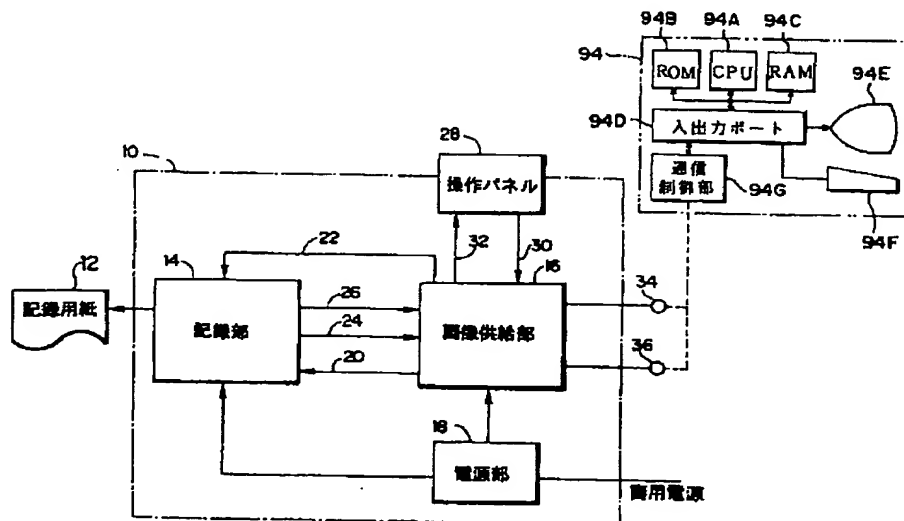 94B 94A 94C
94
ROM CPU RAM
94E
94D
入出力ポート
28
10
操作パネル
通信
制御部
94G
94F
22
32
30
12
14
16
記録用紙
26
34
記録部
24
画像供給部
20
36
18
電源部
商用電源